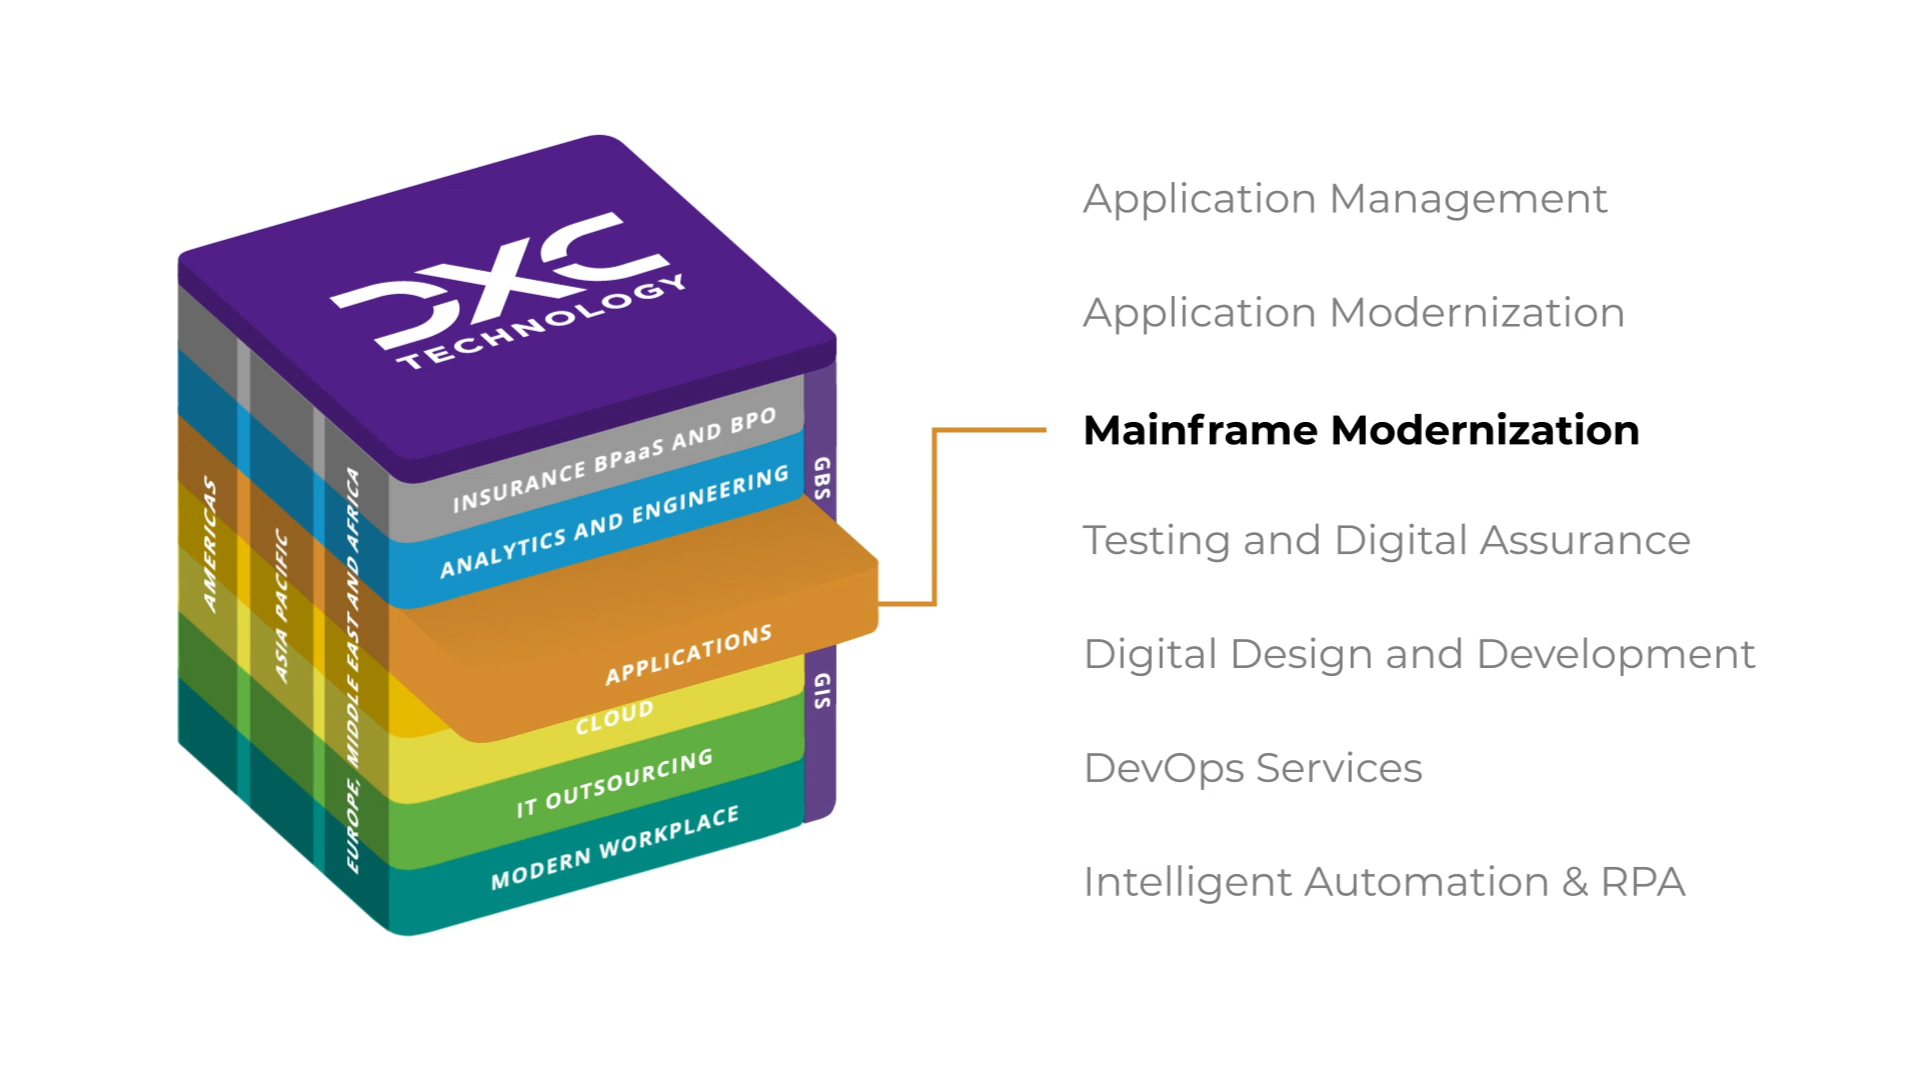 DXC
TECHNOLOGY
INSURANCE BPaaS AND BPO
ANALYTICS AND ENGINEERING
APPLICATIONS
CLOUD
IT OUTSOURCING
MODERN WORKPLACE
GBS
GIS
AMERICAS
ASIA PACIFIC
EUROPE, MIDDLE EAST AND AFRICA
Application Management
Application Modernization
Mainframe Modernization
Testing and Digital Assurance
Digital Design and Development
DevOps Services
Intelligent Automation & RPA